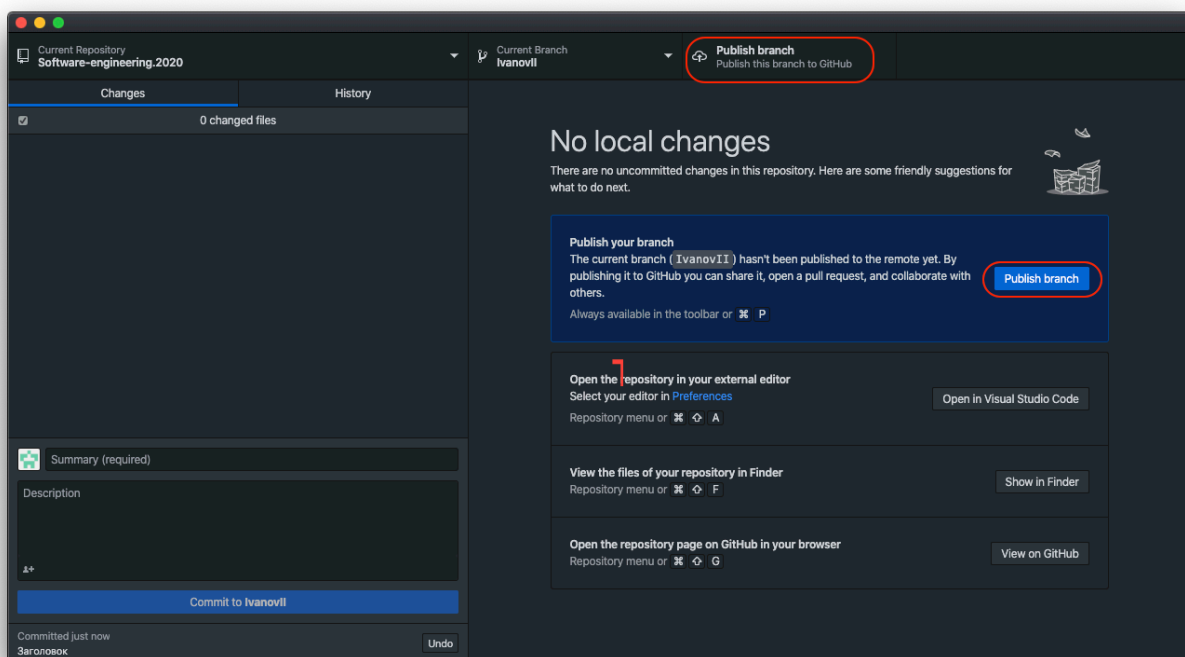 Current Repository
Software-engineering.2020
Current Branch
IvanovII
Publish branch
Publish this branch to GitHub
Changes
History
0 changed files
No local changes
There are no uncommitted changes in this repository. Here are some friendly suggestions for
what to do next.
Publish your branch
The current branch (IvanovII) hasn't been published to the remote yet. By
publishing it to GitHub you can share it, open a pull request, and collaborate with
others.
Publish branch
Always available in the toolbar or ⌘ P
Open the repository in your external editor
Select your editor in Preferences
Repository menu or ⌘ ⇧ A
Open in Visual Studio Code
View the files of your repository in Finder
Repository menu or ⌘ ⇧ F
Show in Finder
Open the repository page on GitHub in your browser
Repository menu or ⌘ ⇧ G
View on GitHub
Summary (required)
Description
Commit to IvanovII
Committed just now
Заголовок
Undo